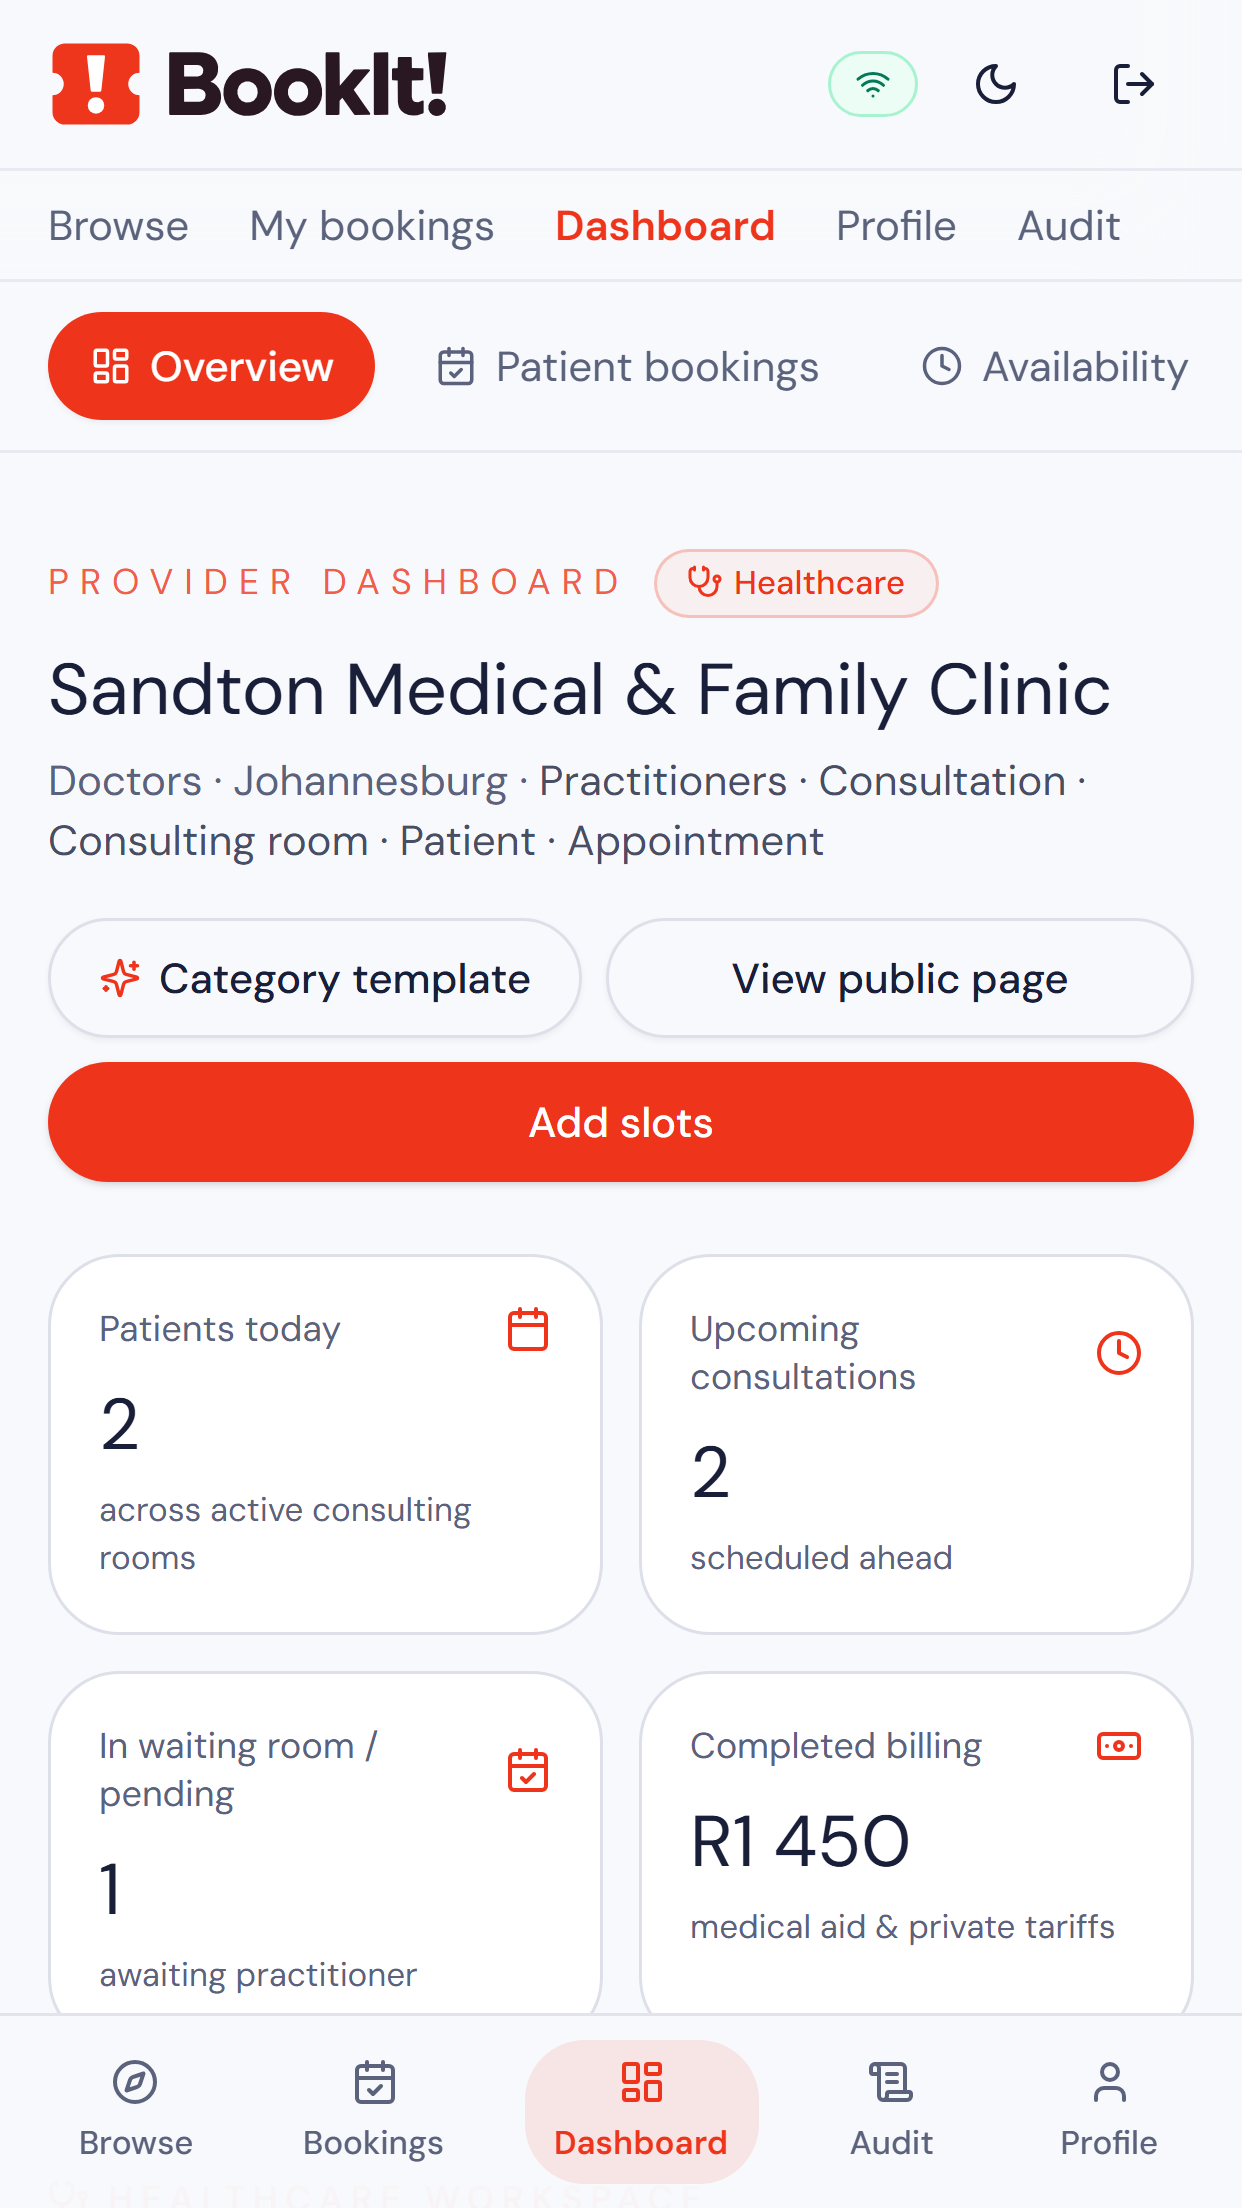 BookIt!
Browse My bookings Dashboard Profile Audit
Overview Patient bookings Availability
PROVIDER DASHBOARD Healthcare
Sandton Medical & Family Clinic
Doctors · Johannesburg · Practitioners · Consultation ·
Consulting room · Patient · Appointment
Category template View public page
Add slots
Patients today
2
across active consulting
rooms
Upcoming
consultations
2
scheduled ahead
In waiting room /
pending
1
awaiting practitioner
Completed billing
R1 450
medical aid & private tariffs
Browse Bookings Dashboard Audit Profile
HEALTHCARE WORKSPACE